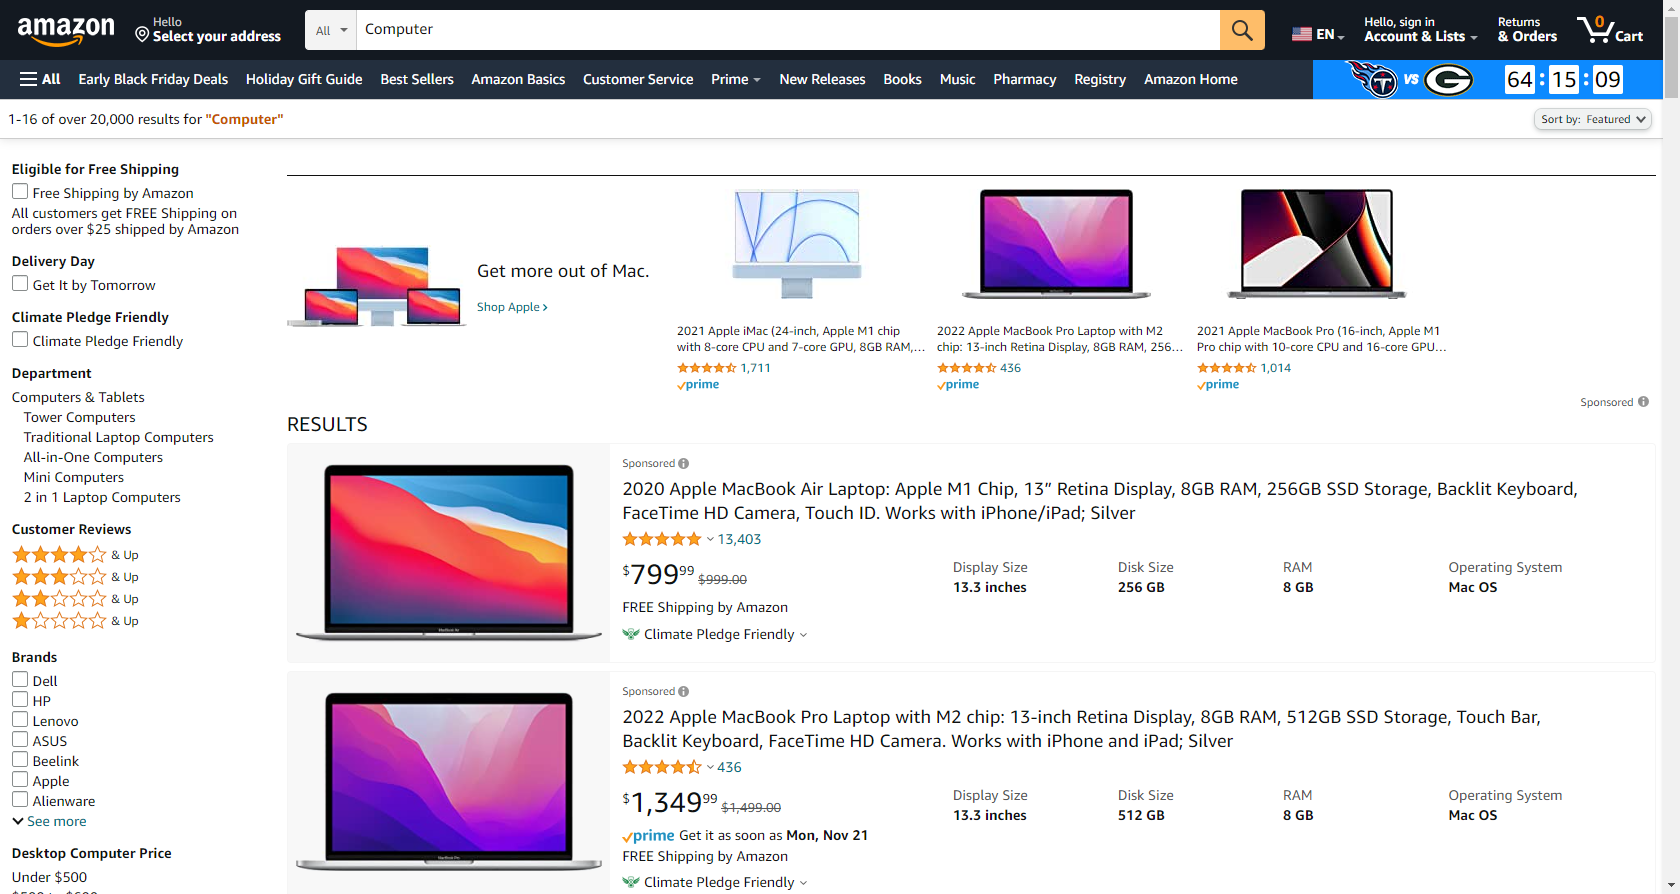 amazon
Hello
Select your address
All
Computer
EN
Hello, sign in
Account & Lists
Returns
& Orders
0
Cart
All
Early Black Friday Deals
Holiday Gift Guide
Best Sellers
Amazon Basics
Customer Service
Prime
New Releases
Books
Music
Pharmacy
Registry
Amazon Home
T
VS
G
64 : 15 : 09
1-16 of over 20,000 results for "Computer"
Sort by: Featured
Eligible for Free Shipping
Free Shipping by Amazon
All customers get FREE Shipping on
orders over $25 shipped by Amazon
Delivery Day
Get It by Tomorrow
Climate Pledge Friendly
Climate Pledge Friendly
Department
Computers & Tablets
Tower Computers
Traditional Laptop Computers
All-in-One Computers
Mini Computers
2 in 1 Laptop Computers
Customer Reviews
& Up
& Up
& Up
& Up
Brands
Dell
HP
Lenovo
ASUS
Beelink
Apple
Alienware
See more
Desktop Computer Price
Under $500
Get more out of Mac.
Shop Apple ›
2021 Apple iMac (24-inch, Apple M1 chip
with 8-core CPU and 7-core GPU, 8GB RAM,...
1,711
prime
2022 Apple MacBook Pro Laptop with M2
chip: 13-inch Retina Display, 8GB RAM, 256...
436
prime
2021 Apple MacBook Pro (16-inch, Apple M1
Pro chip with 10-core CPU and 16-core GPU...
1,014
prime
Sponsored
RESULTS
Sponsored
2020 Apple MacBook Air Laptop: Apple M1 Chip, 13” Retina Display, 8GB RAM, 256GB SSD Storage, Backlit Keyboard,
FaceTime HD Camera, Touch ID. Works with iPhone/iPad; Silver
13,403
$79999 $999.00
FREE Shipping by Amazon
Climate Pledge Friendly
Display Size
13.3 inches
Disk Size
256 GB
RAM
8 GB
Operating System
Mac OS
Sponsored
2022 Apple MacBook Pro Laptop with M2 chip: 13-inch Retina Display, 8GB RAM, 512GB SSD Storage, Touch Bar,
Backlit Keyboard, FaceTime HD Camera. Works with iPhone and iPad; Silver
436
$1,34999 $1,499.00
prime Get it as soon as Mon, Nov 21
FREE Shipping by Amazon
Climate Pledge Friendly
Display Size
13.3 inches
Disk Size
512 GB
RAM
8 GB
Operating System
Mac OS